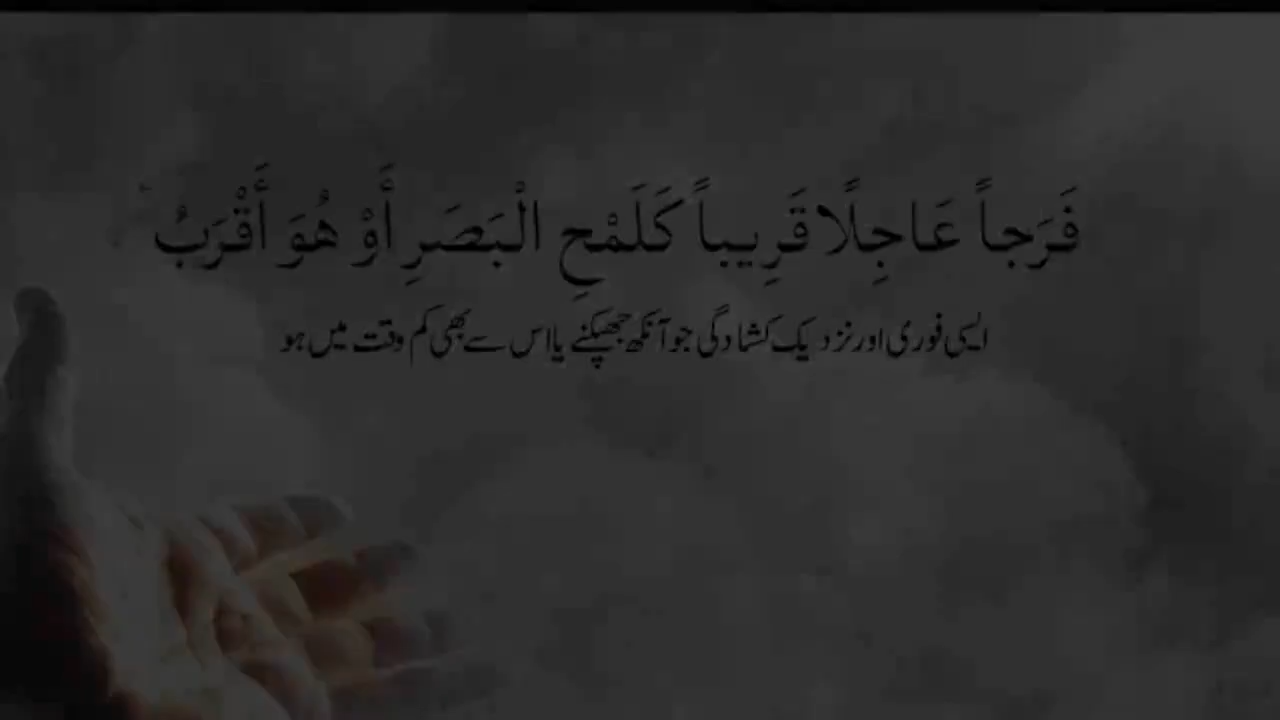 فَرَجاً عَاجِلًا قَرِيباً كَلَمْحِ الْبَصَرِ أَوْ هُوَ أَقْرَبُ
ایسی فوری اور نزدیک کشادگی جو آنکھ جھپکنے یا اس سے بھی کم وقت میں ہو